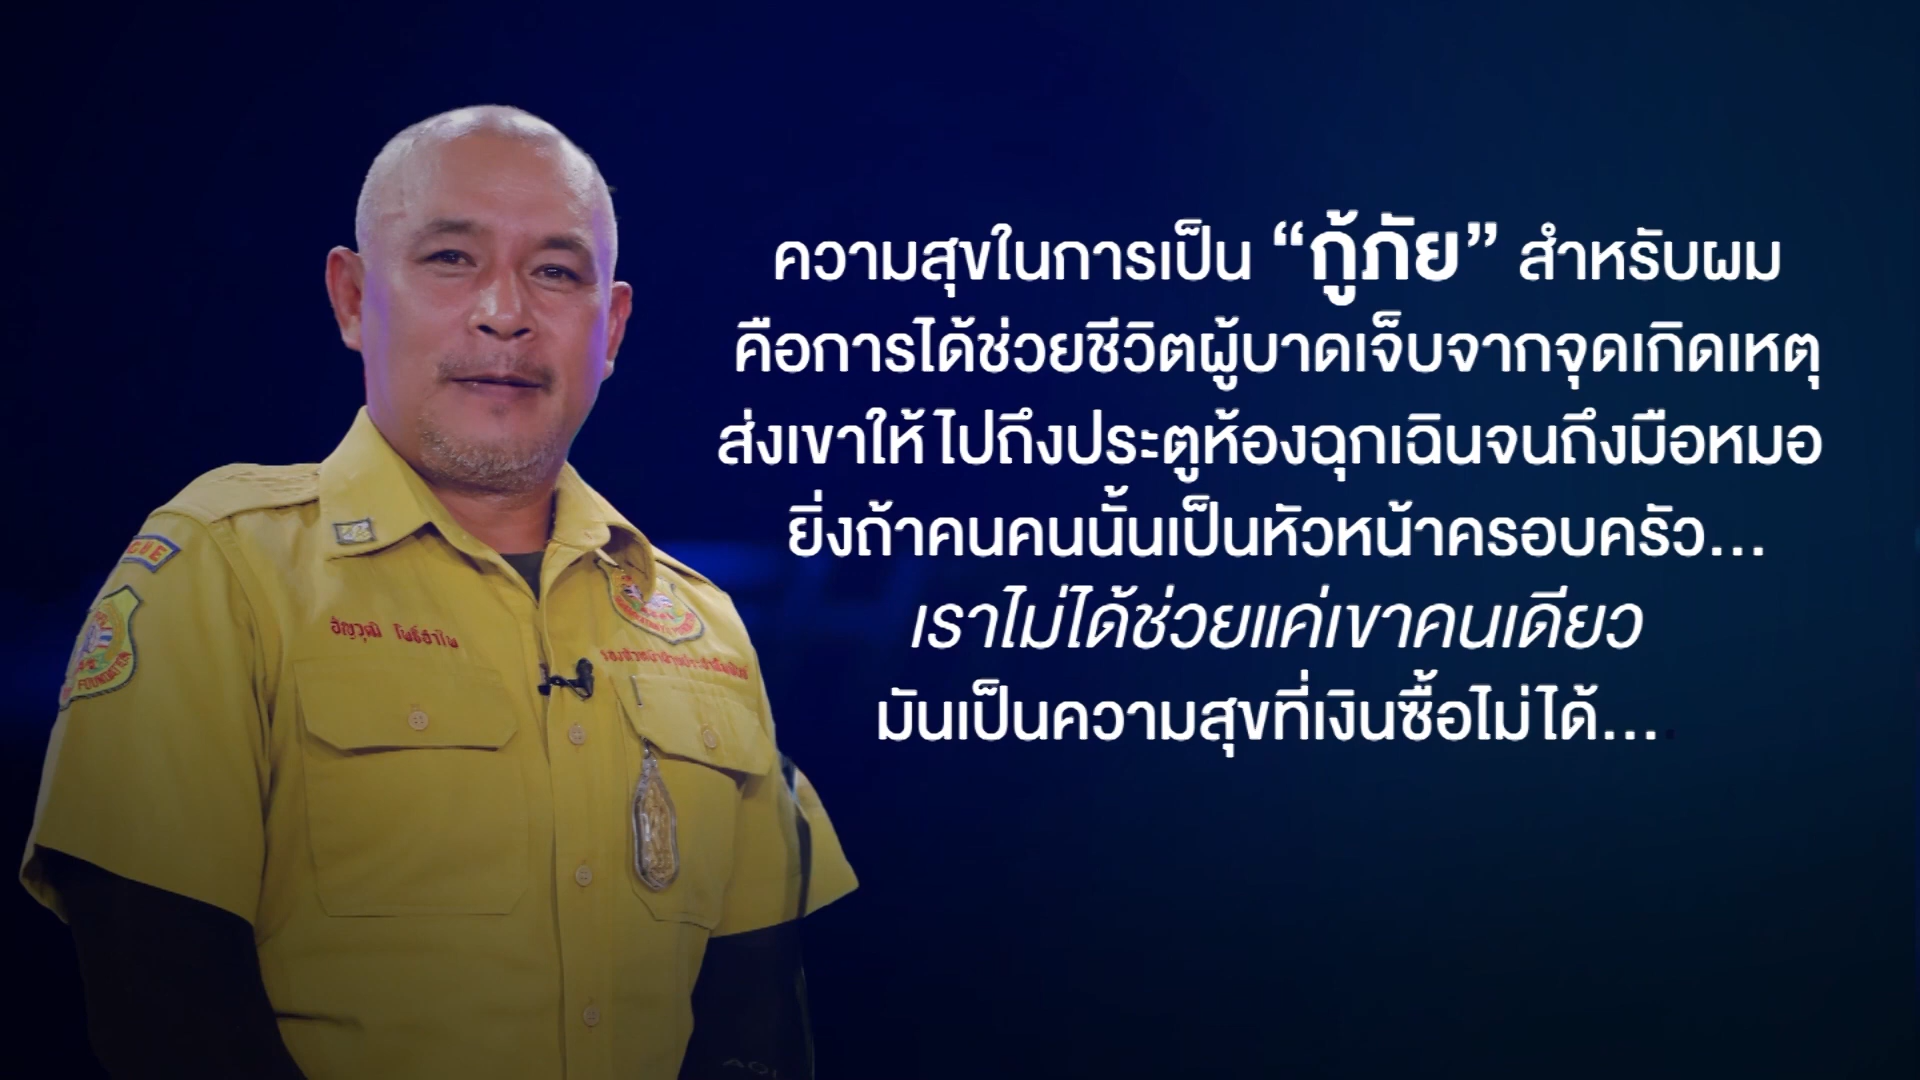 ความสุขในการเป็น “กู้ภัย” สำหรับผม
คือการได้ช่วยชีวิตผู้บาดเจ็บจากจุดเกิดเหตุ
ส่งเขาให้ไปถึงประตูห้องฉุกเฉินจนถึงมือหมอ
ยิ่งถ้าคนคนนั้นเป็นหัวหน้าครอบครัว...
เราไม่ได้ช่วยแค่เขาคนเดียว
มันเป็นความสุขที่เงินซื้อไม่ได้...
FOUNDATION